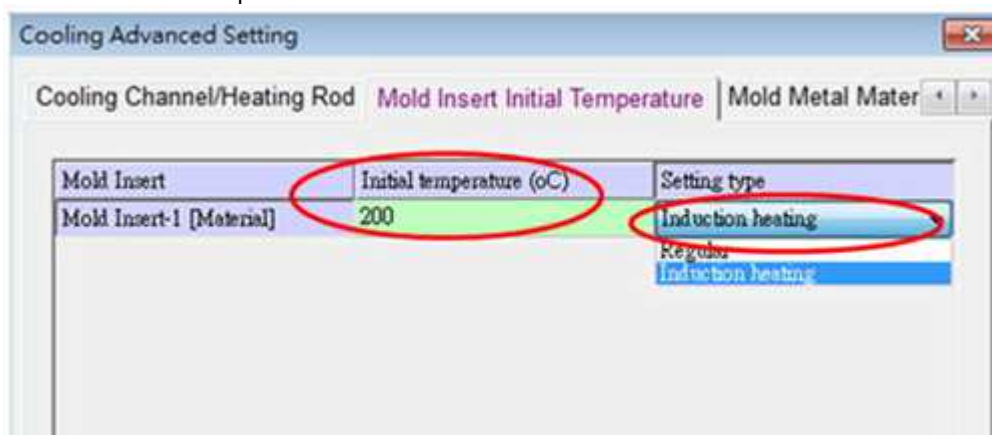 Cooling Advanced Setting
Cooling Channel/Heating Rod Mold Insert Initial Temperature Mold Metal Mater
Mold Insert Initial temperature (oC) Setting type
Mold Insert-1 [Material] 200 Induction heating
Regular
Induction heating